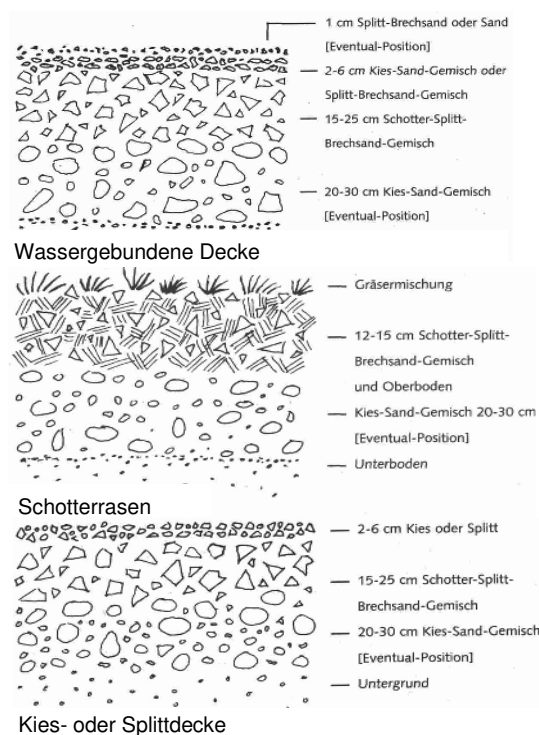 1 cm Splitt-Brechsand oder Sand
[Eventual-Position]
2-6 cm Kies-Sand-Gemisch oder
Splitt-Brechsand-Gemisch
15-25 cm Schotter-Splitt-
Brechsand-Gemisch
20-30 cm Kies-Sand-Gemisch
[Eventual-Position]
Wassergebundene Decke
Gräsermischung
12-15 cm Schotter-Splitt-
Brechsand-Gemisch
und Oberboden
Kies-Sand-Gemisch 20-30 cm
[Eventual-Position]
Unterboden
Schotterrasen
2-6 cm Kies oder Splitt
15-25 cm Schotter-Splitt-
Brechsand-Gemisch
20-30 cm Kies-Sand-Gemisch
[Eventual-Position]
Untergrund
Kies- oder Splittdecke